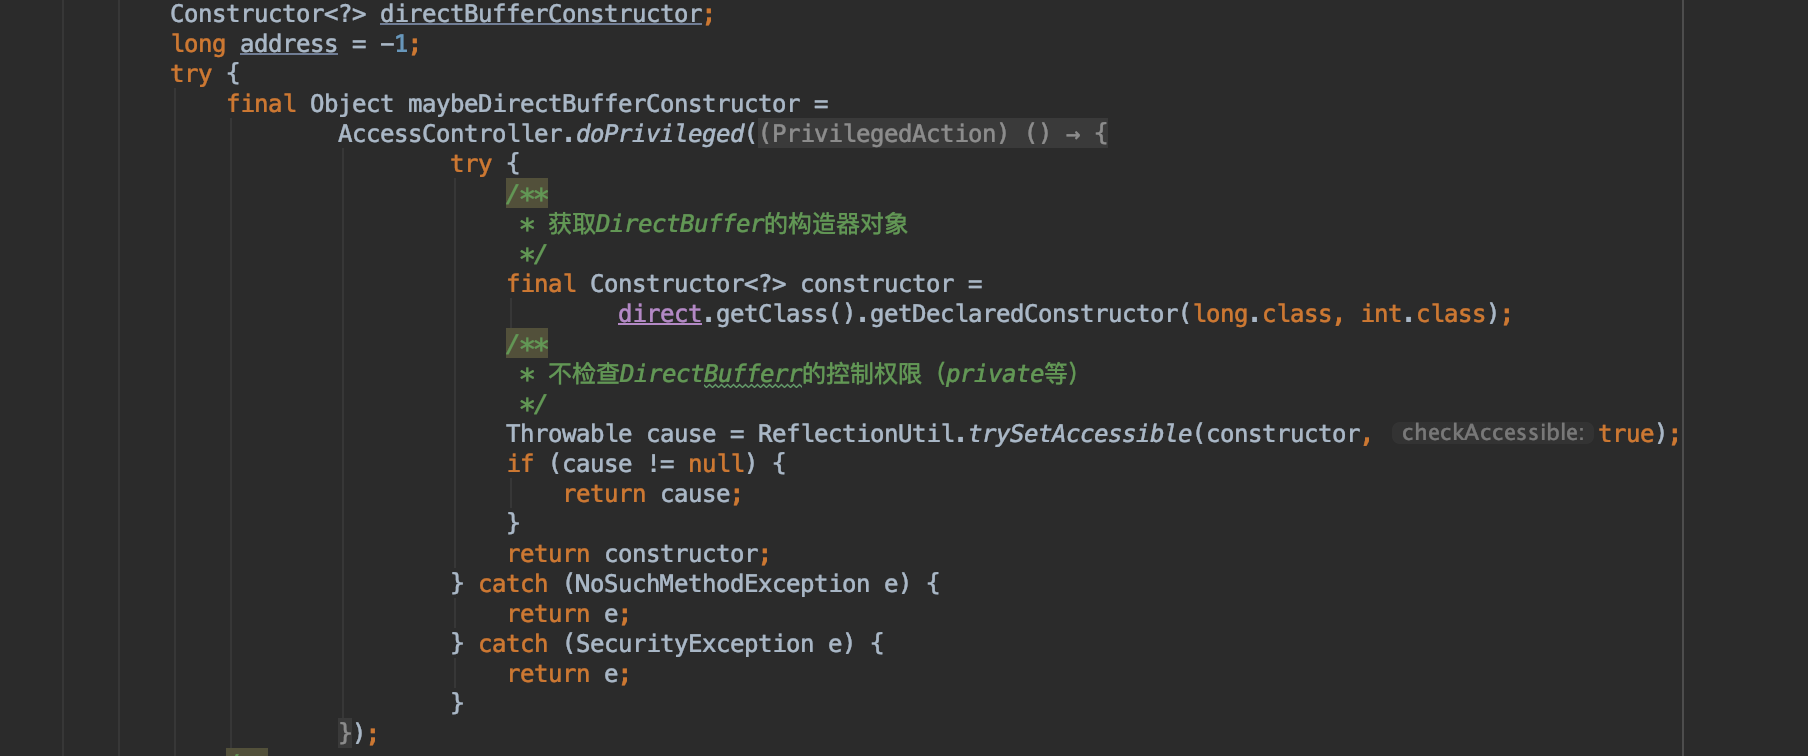 Constructor<?> directBufferConstructor;
long address = -1;
try {
final Object maybeDirectBufferConstructor =
AccessController.doPrivileged((PrivilegedAction) () → {
try {
/**
* 获取DirectBuffer的构造器对象
*/
final Constructor<?> constructor =
direct.getClass().getDeclaredConstructor(long.class, int.class);
/**
* 不检查DirectBufferr的控制权限（private等）
*/
Throwable cause = ReflectionUtil.trySetAccessible(constructor, checkAccessible: true);
if (cause != null) {
return cause;
}
return constructor;
} catch (NoSuchMethodException e) {
return e;
} catch (SecurityException e) {
return e;
}
});